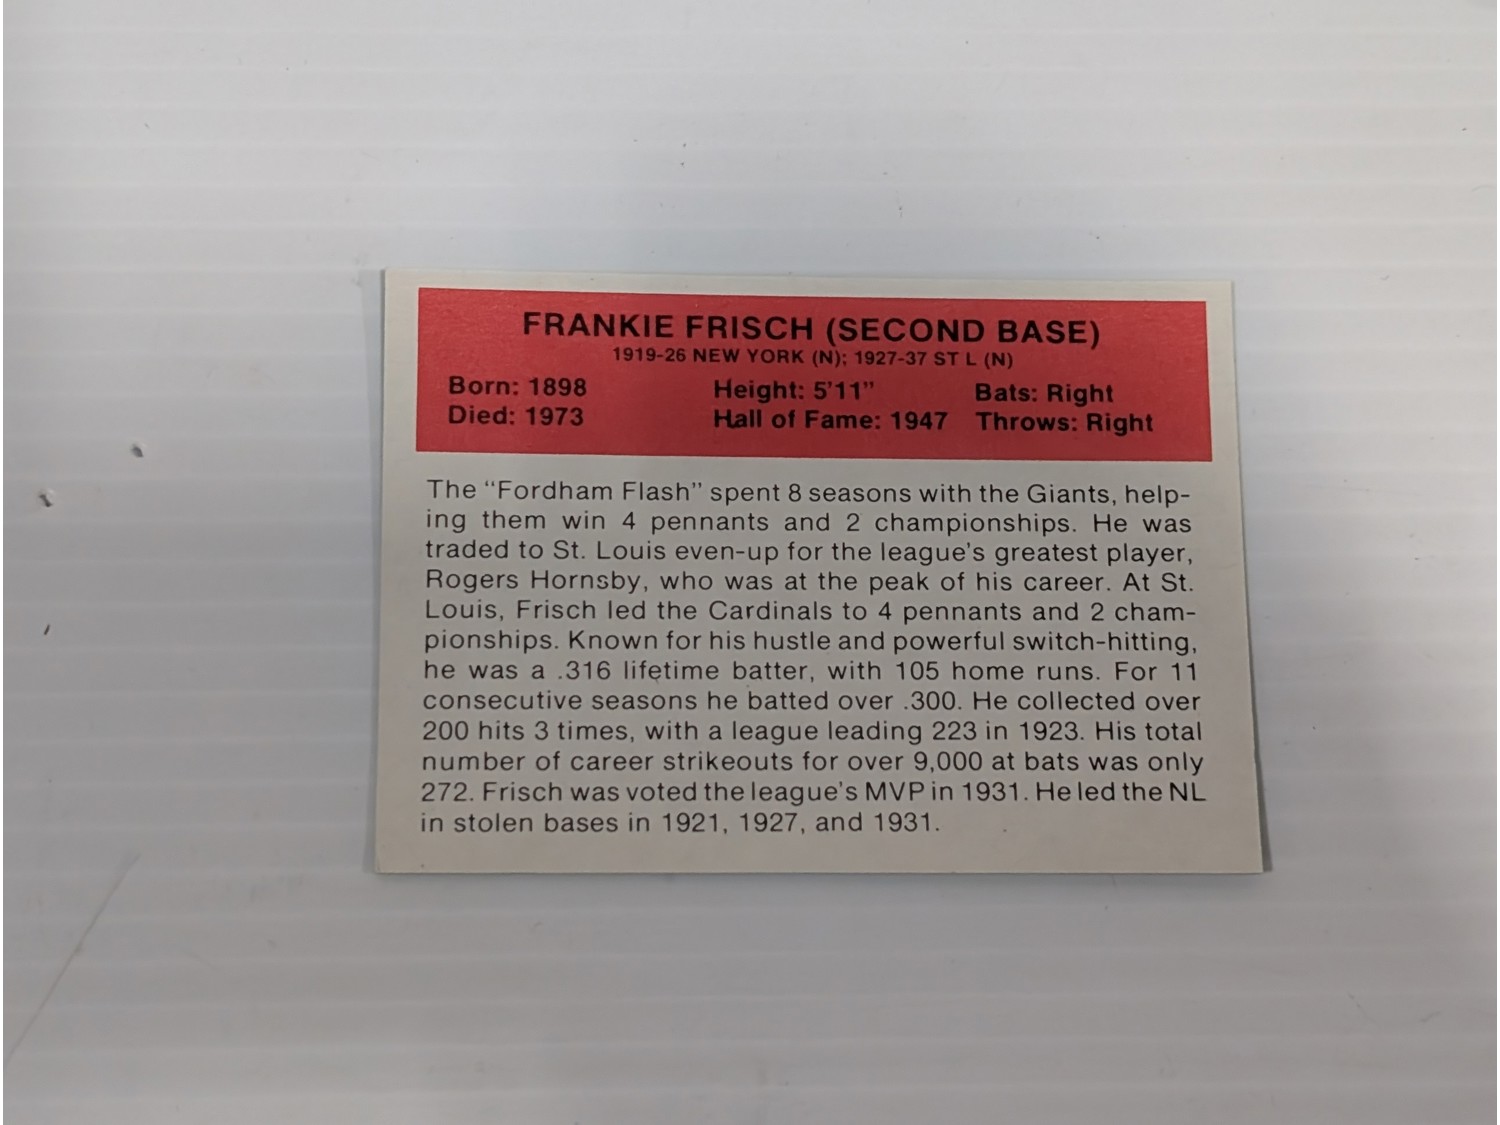 FRANKIE FRISCH (SECOND BASE)
1919-26 NEW YORK (N); 1927-37 ST L (N)
Born: 1898 Height: 5'11" Bats: Right
Died: 1973 Hall of Fame: 1947 Throws: Right
The "Fordham Flash" spent 8 seasons with the Giants, help-
ing them win 4 pennants and 2 championships. He was
traded to St. Louis even-up for the league's greatest player,
Rogers Hornsby, who was at the peak of his career. At St.
Louis, Frisch led the Cardinals to 4 pennants and 2 cham-
pionships. Known for his hustle and powerful switch-hitting,
he was a .316 lifetime batter, with 105 home runs. For 11
consecutive seasons he batted over .300. He collected over
200 hits 3 times, with a league leading 223 in 1923. His total
number of career strikeouts for over 9,000 at bats was only
272. Frisch was voted the league's MVP in 1931. He led the NL
in stolen bases in 1921, 1927, and 1931.